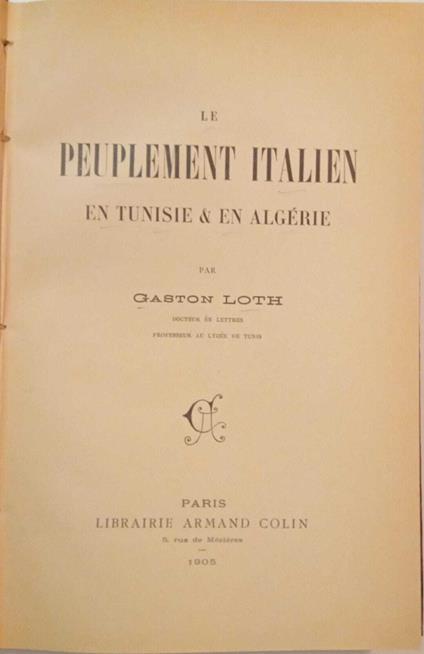 LE
PEUPLEMENT ITALIEN
EN TUNISIE & EN ALGÉRIE
PAR
GASTON LOTH
DOCTEUR ÈS LETTRES
PROFESSEUR AU LYCÉE DE TUNIS
AC
PARIS
LIBRAIRIE ARMAND COLIN
5, rue de Mézières
1905